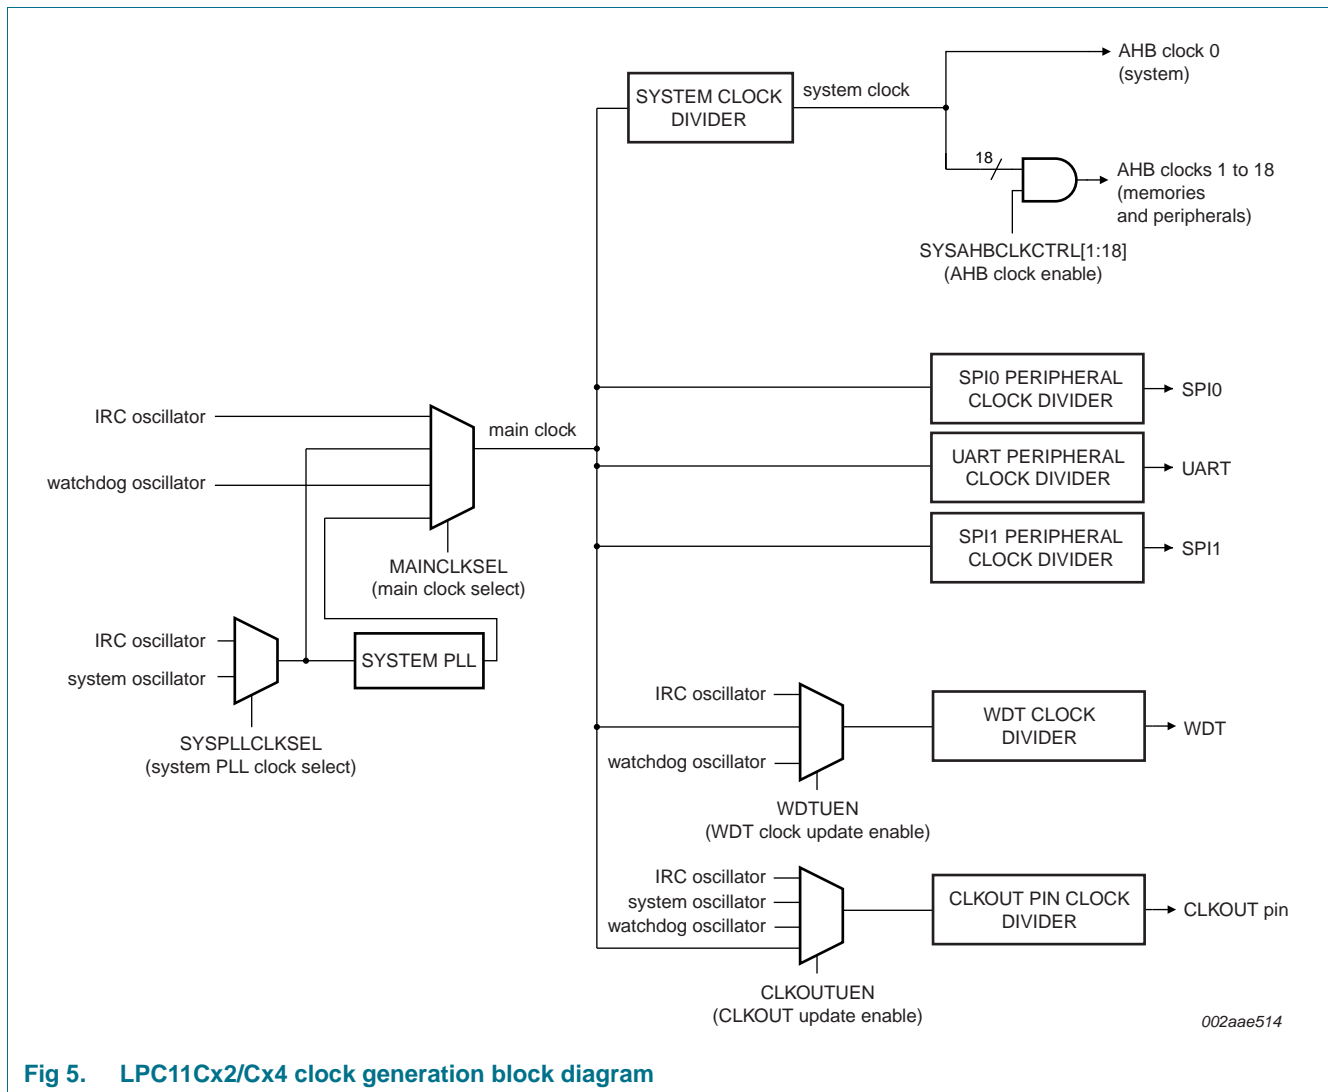 AHB clock 0
(system)
SYSTEM CLOCK
DIVIDER
system clock
18
AHB clocks 1 to 18
(memories
and peripherals)
SYSAHBCLKCTRL[1:18]
(AHB clock enable)
IRC oscillator
main clock
watchdog oscillator
MAINCLKSEL
(main clock select)
SPI0 PERIPHERAL
CLOCK DIVIDER
SPI0
UART PERIPHERAL
CLOCK DIVIDER
UART
SPI1 PERIPHERAL
CLOCK DIVIDER
SPI1
IRC oscillator
system oscillator
SYSTEM PLL
SYSPLLCLKSEL
(system PLL clock select)
IRC oscillator
watchdog oscillator
WDT CLOCK
DIVIDER
WDT
WDTUEN
(WDT clock update enable)
IRC oscillator
system oscillator
watchdog oscillator
CLKOUT PIN CLOCK
DIVIDER
CLKOUT pin
CLKOUTUEN
(CLKOUT update enable)
002aae514
Fig 5. LPC11Cx2/Cx4 clock generation block diagram